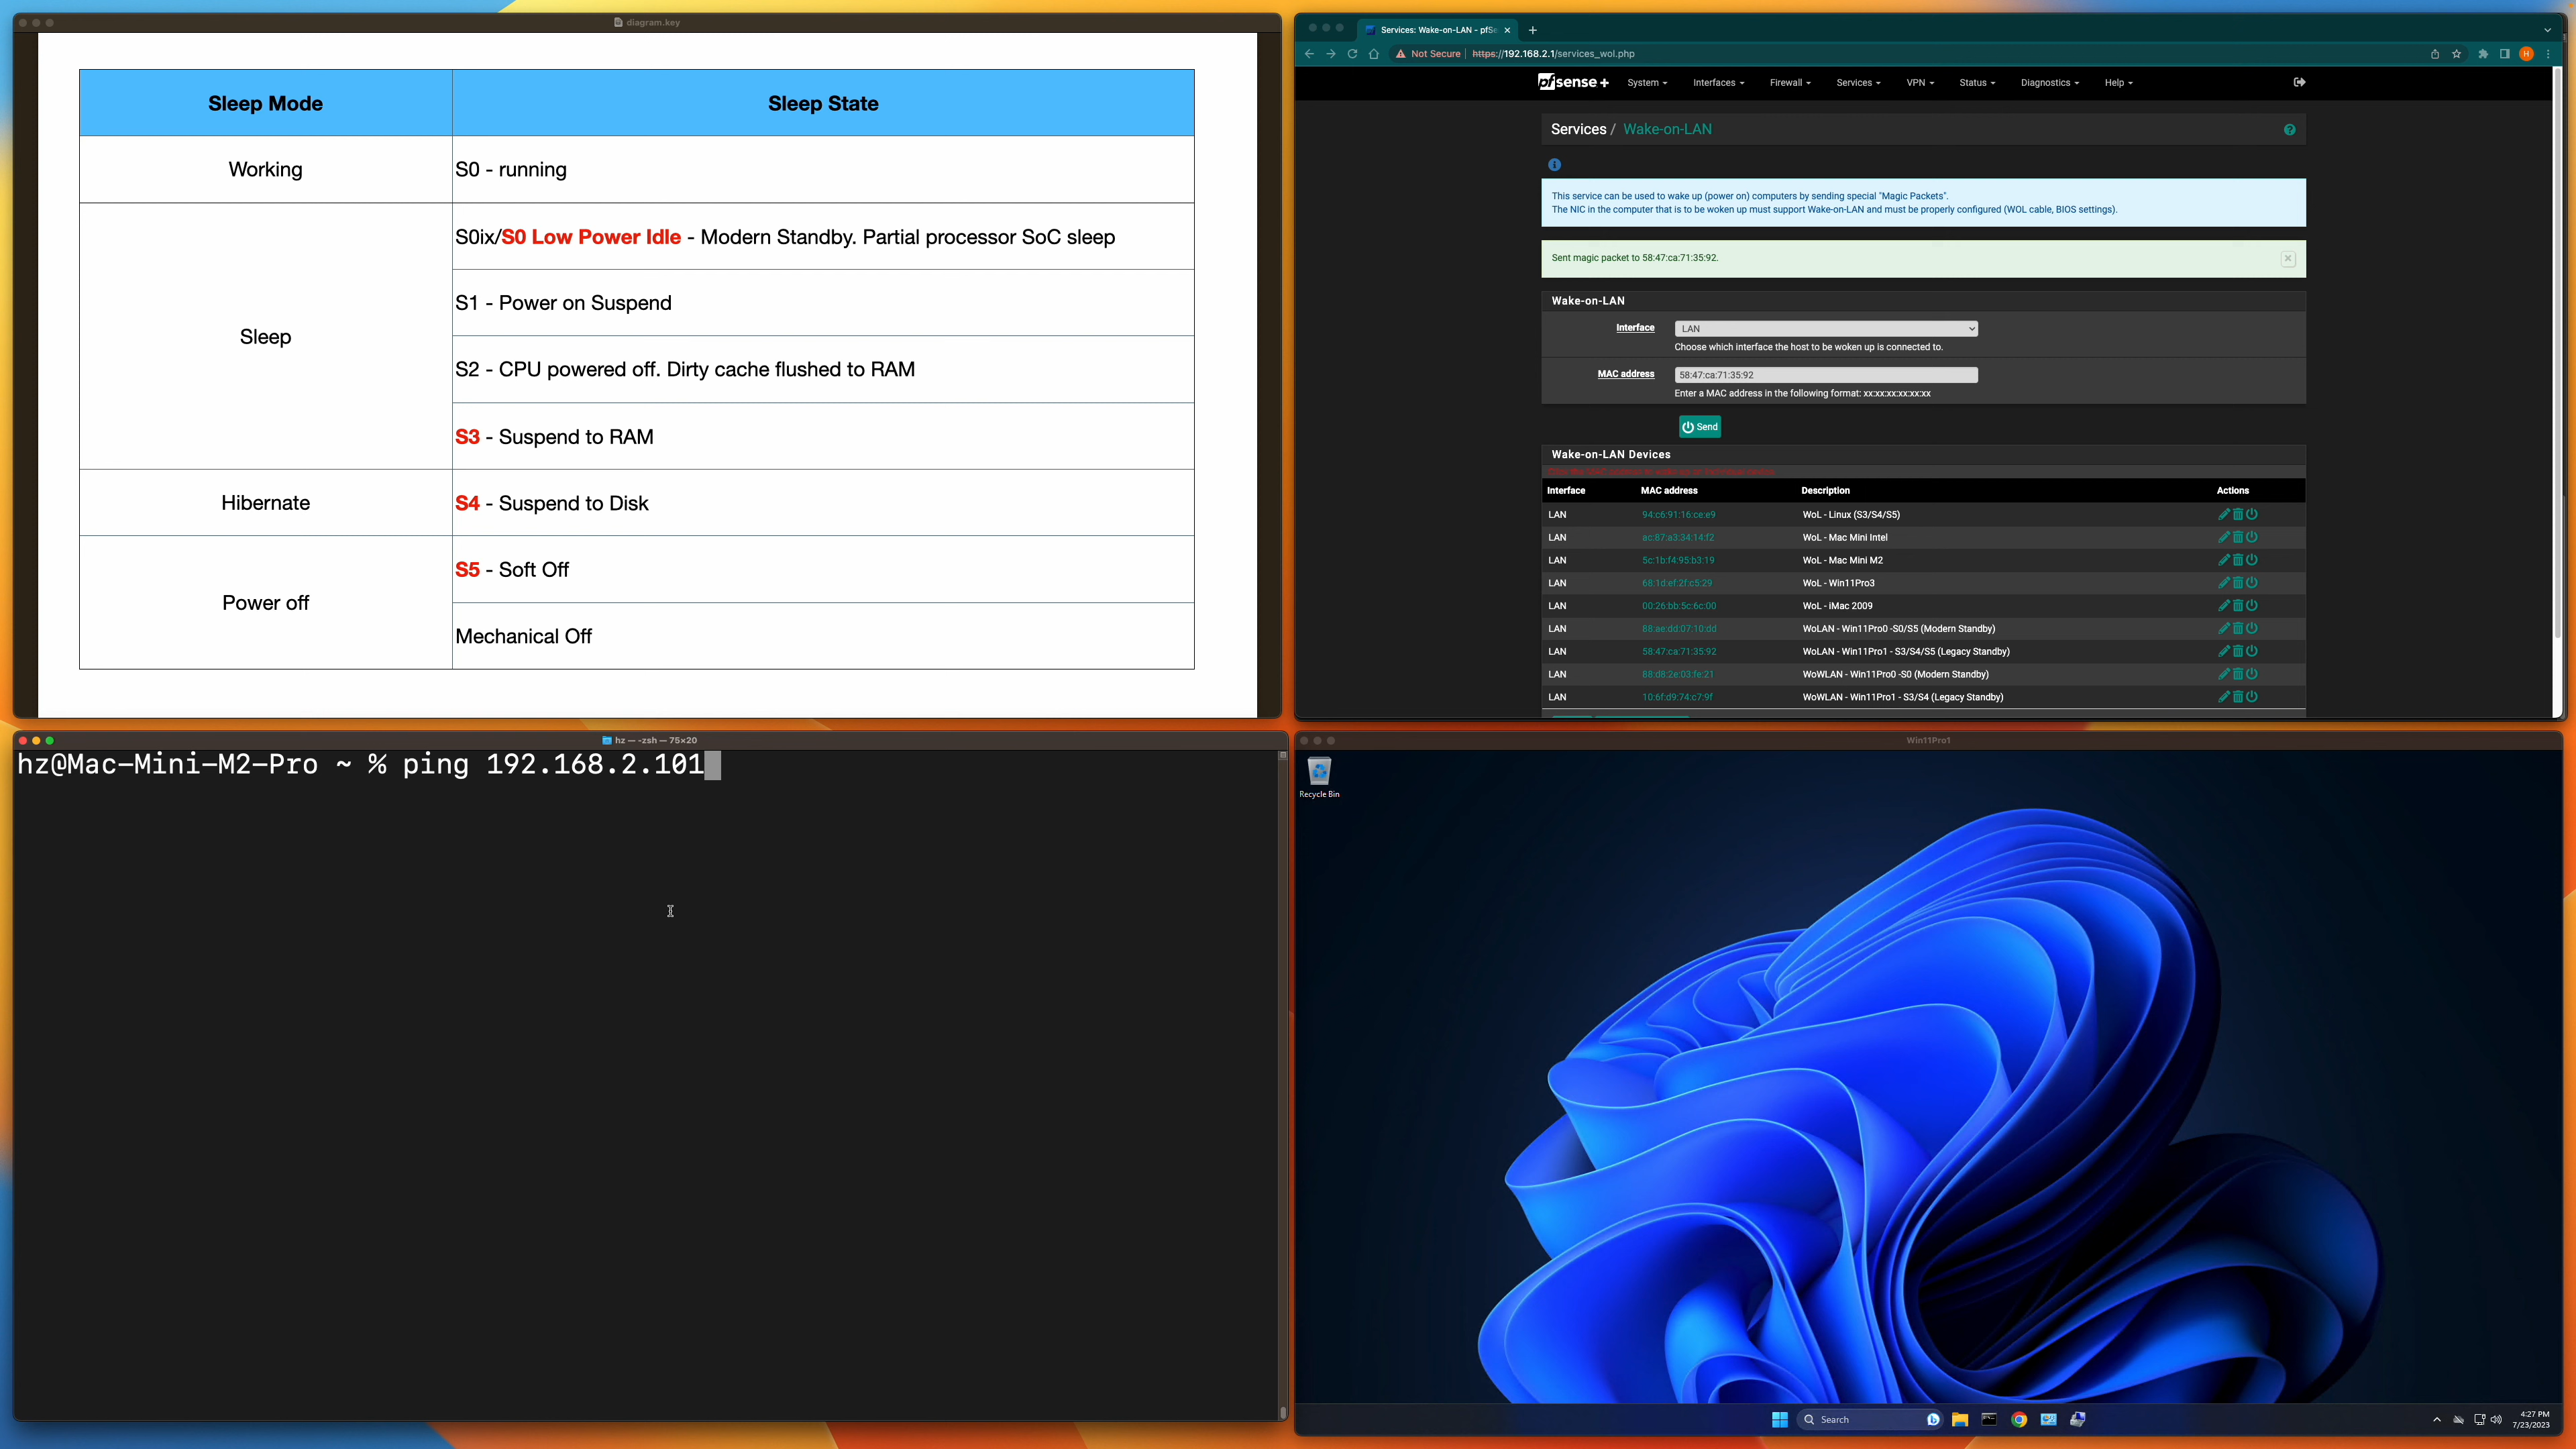 diagram.key
Sleep Mode
Sleep State
Working
S0 - running
Sleep
S0ix/S0 Low Power Idle - Modern Standby. Partial processor SoC sleep
S1 - Power on Suspend
S2 - CPU powered off. Dirty cache flushed to RAM
S3 - Suspend to RAM
Hibernate
S4 - Suspend to Disk
Power off
S5 - Soft Off
Mechanical Off
Services: Wake-on-LAN - pfSe
Not Secure
https://192.168.2.1/services_wol.php
H
pfsense+
System
Interfaces
Firewall
Services
VPN
Status
Diagnostics
Help
Services / Wake-on-LAN
This service can be used to wake up (power on) computers by sending special "Magic Packets".
The NIC in the computer that is to be woken up must support Wake-on-LAN and must be properly configured (WOL cable, BIOS settings).
Sent magic packet to 58:47:ca:71:35:92.
Wake-on-LAN
Interface
LAN
Choose which interface the host to be woken up is connected to.
MAC address
58:47:ca:71:35:92
Enter a MAC address in the following format: xx:xx:xx:xx:xx:xx
Send
Wake-on-LAN Devices
Interface MAC address Description Actions
LAN 94:c6:91:16:ce:e9 WoL - Linux (S3/S4/S5)
LAN ac:87:a3:34:14:f2 WoL - Mac Mini Intel
LAN 5c:1b:f4:95:b3:19 WoL - Mac Mini M2
LAN 68:1d:ef:2f:c5:29 WoL - Win11Pro3
LAN 00:26:bb:5c:6c:00 WoL - iMac 2009
LAN 88:ae:dd:07:10:dd WoLAN - Win11Pro0 -S0/S5 (Modern Standby)
LAN 58:47:ca:71:35:92 WoLAN - Win11Pro1 - S3/S4/S5 (Legacy Standby)
LAN 88:d8:2e:03:fe:21 WoWLAN - Win11Pro0 -S0 (Modern Standby)
LAN 10:6f:d9:74:c7:9f WoWLAN - Win11Pro1 - S3/S4 (Legacy Standby)
hz — -zsh — 75×20
hz@Mac-Mini-M2-Pro ~ % ping 192.168.2.101
Win11Pro1
Recycle Bin
Search
4:27 PM
7/23/2023